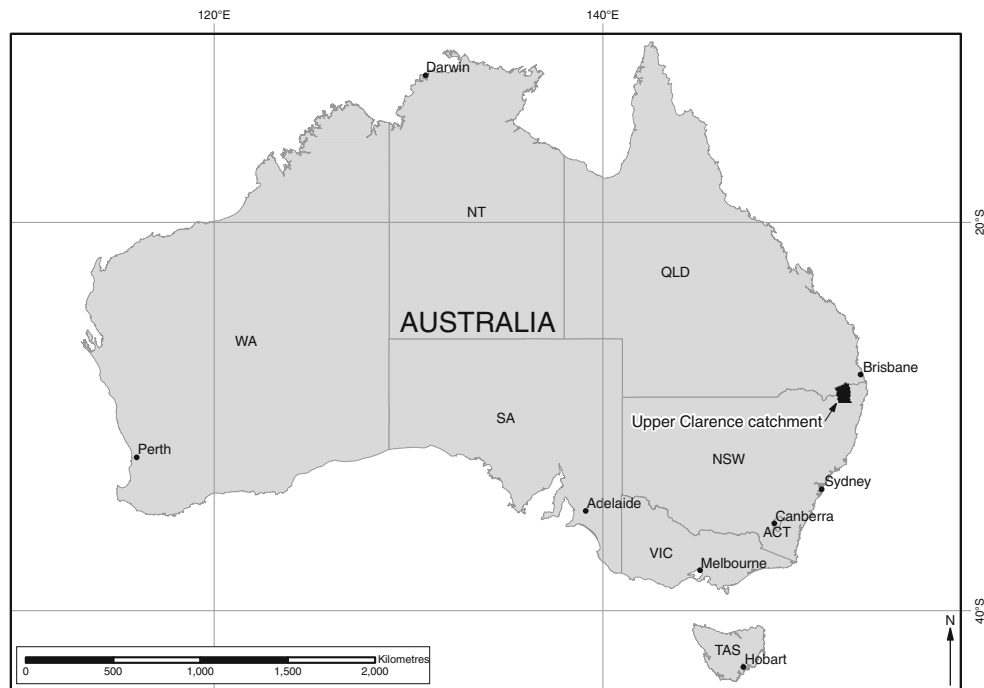 120°E 140°E
Darwin
NT
20°S
QLD
AUSTRALIA
WA
Brisbane
SA
Upper Clarence catchment
Perth
NSW
Sydney
Adelaide
Canberra
ACT
VIC
Melbourne
40°S
N
TAS
Hobart
Kilometres
0 500 1,000 1,500 2,000